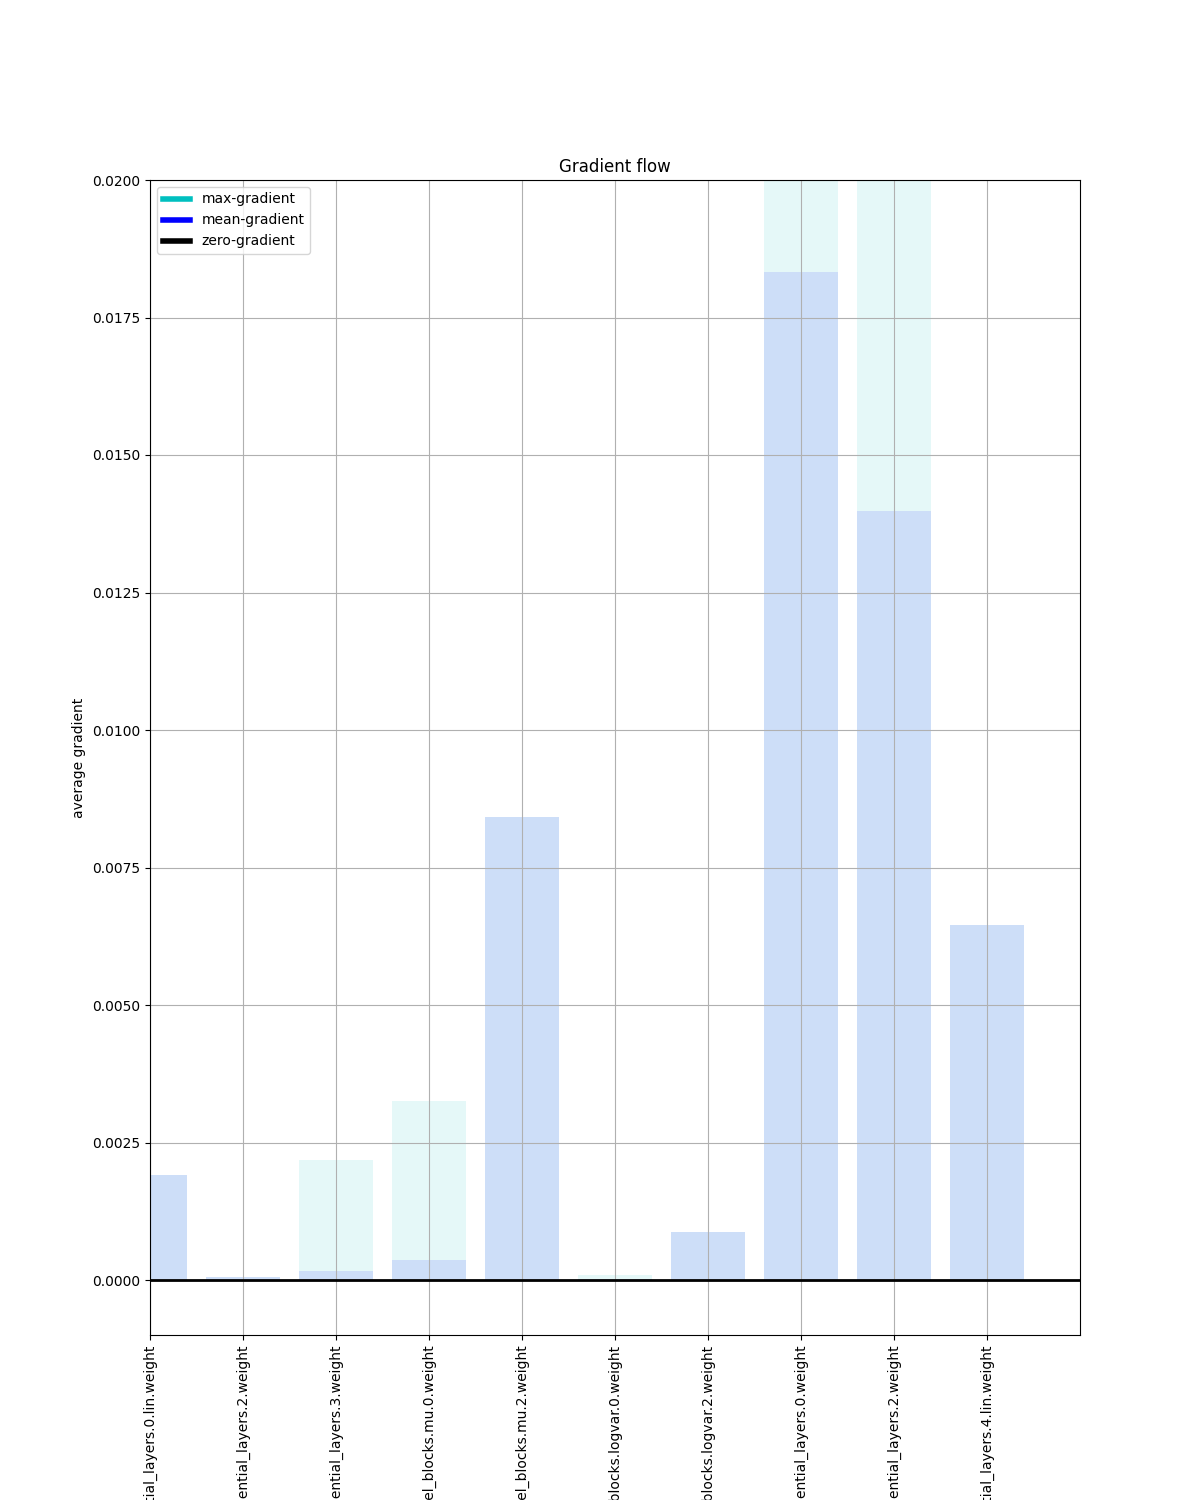 Gradient flow
max-gradient
mean-gradient
zero-gradient
0.0200
0.0175
0.0150
0.0125
0.0100
0.0075
0.0050
0.0025
0.0000
average gradient
tial_layers.0.lin.weight
ential_layers.2.weight
ential_layers.3.weight
el_blocks.mu.0.weight
el_blocks.mu.2.weight
blocks.logvar.0.weight
blocks.logvar.2.weight
ential_layers.0.weight
ential_layers.2.weight
tial_layers.4.lin.weight